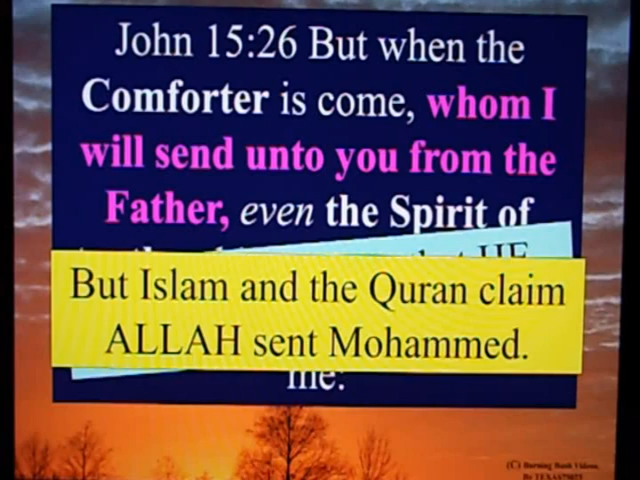 John 15:26 But when the
Comforter is come, whom I
will send unto you from the
Father, even the Spirit of
HE
But Islam and the Quran claim
ALLAH sent Mohammed.
me.
(C) Burning Bush Videos,